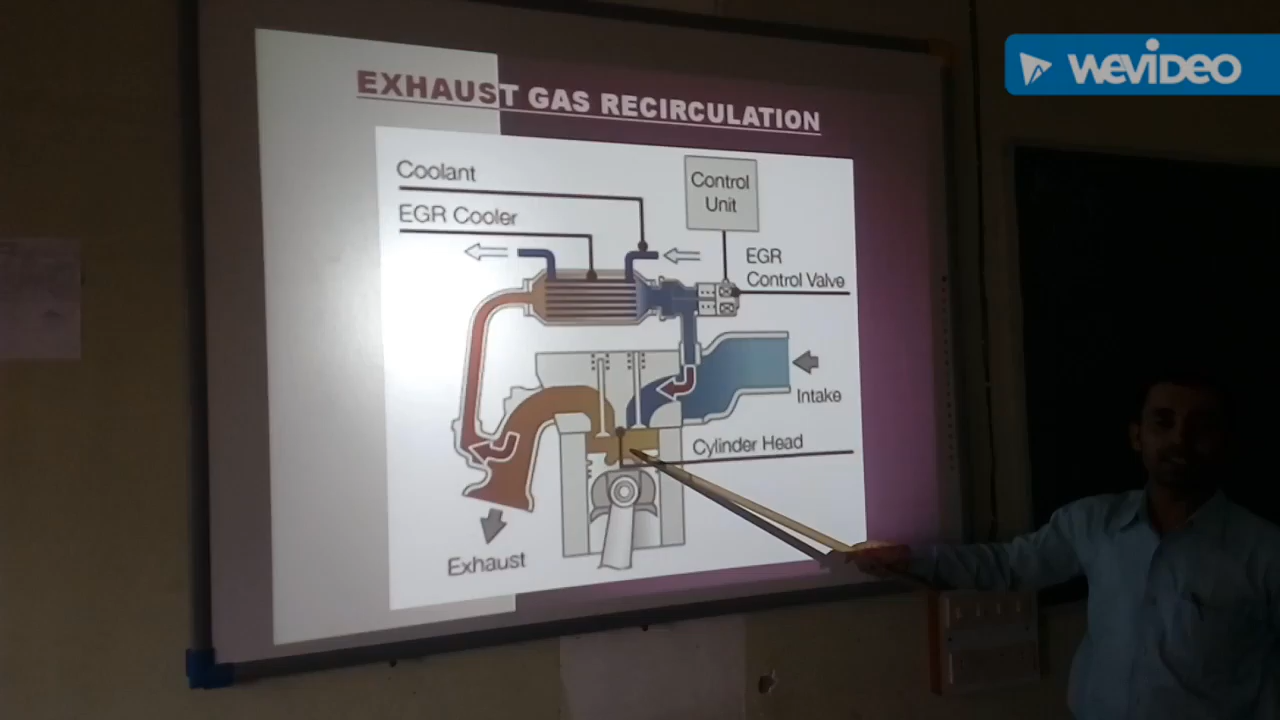 WEVIDEO
EXHAUST GAS RECIRCULATION
Coolant
Control
Unit
EGR Cooler
EGR
Control Valve
Intake
Cylinder Head
Exhaust